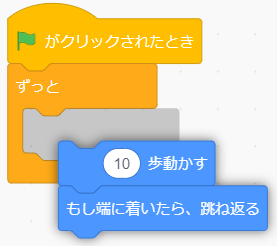 がクリックされたとき
ずっと
10 歩動かす
もし端に着いたら、跳ね返る